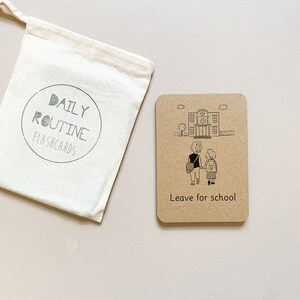 DAILY
ROUTINE
FLASHCARDS
Leave for school